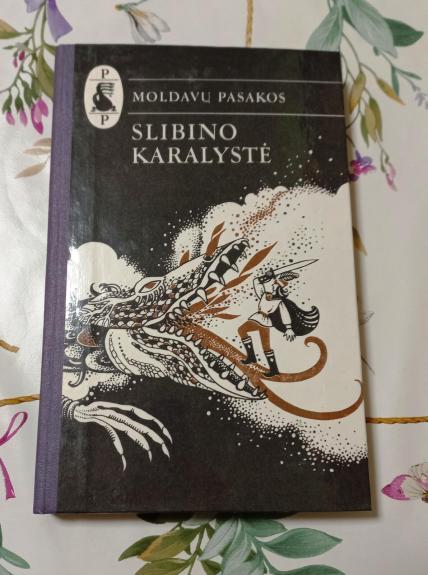 P
P
MOLDAVŲ PASAKOS
SLIBINO
KARALYSTĖ